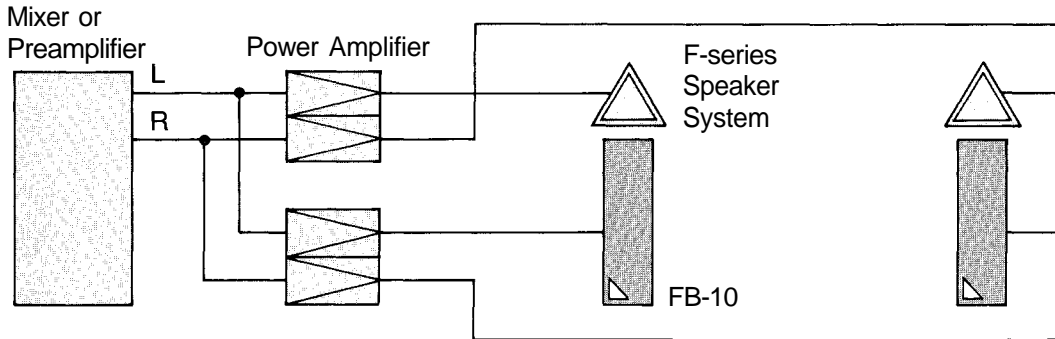 Mixer or
Preamplifier
Power Amplifier
L
R
F-series
Speaker
System
FB-10